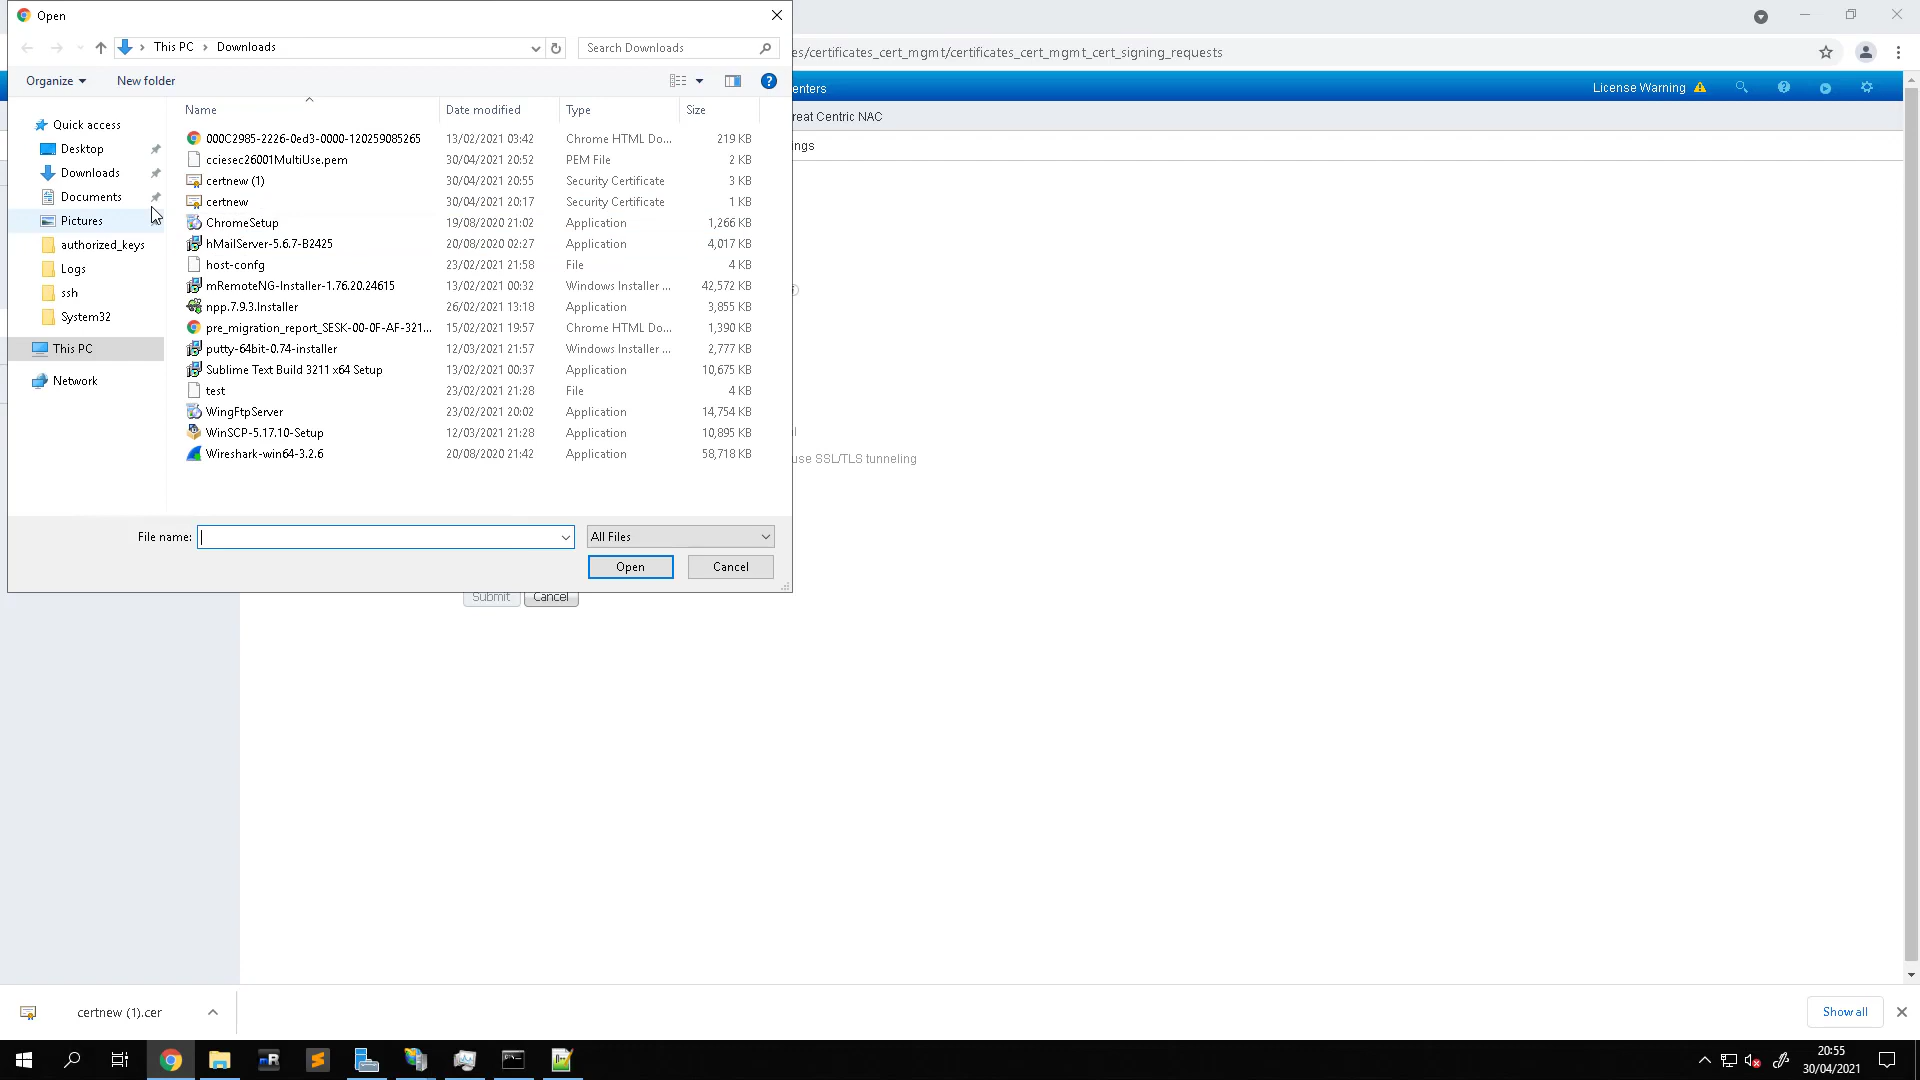 Open
This PC > Downloads
Search Downloads
es/certificates_cert_mgmt/certificates_cert_mgmt_cert_signing_requests
Organize
New folder
enters
License Warning
reat Centric NAC
ings
Name
Date modified
Type
Size
Quick access
Desktop
Downloads
Documents
Pictures
authorized_keys
Logs
ssh
System32
This PC
Network
000C2985-2226-0ed3-0000-120259085265 13/02/2021 03:42 Chrome HTML Do... 219 KB
cciesec26001MultiUse.pem 30/04/2021 20:52 PEM File 2 KB
certnew (1) 30/04/2021 20:55 Security Certificate 3 KB
certnew 30/04/2021 20:17 Security Certificate 1 KB
ChromeSetup 19/08/2020 21:02 Application 1,266 KB
hMailServer-5.6.7-B2425 20/08/2020 02:27 Application 4,017 KB
host-confg 23/02/2021 21:58 File 4 KB
mRemoteNG-Installer-1.76.20.24615 13/02/2021 00:32 Windows Installer ... 42,572 KB
npp.7.9.3.Installer 26/02/2021 13:18 Application 3,855 KB
pre_migration_report_SESK-00-0F-AF-321... 15/02/2021 19:57 Chrome HTML Do... 1,390 KB
putty-64bit-0.74-installer 12/03/2021 21:57 Windows Installer ... 2,777 KB
Sublime Text Build 3211 x64 Setup 13/02/2021 00:37 Application 10,675 KB
test 23/02/2021 21:28 File 4 KB
WingFtpServer 23/02/2021 20:02 Application 14,754 KB
WinSCP-5.17.10-Setup 12/03/2021 21:28 Application 10,895 KB
Wireshark-win64-3.2.6 20/08/2020 21:42 Application 58,718 KB
use SSL/TLS tunneling
File name:
All Files
Open
Cancel
Submit
Cancel
certnew (1).cer
Show all
20:55
30/04/2021